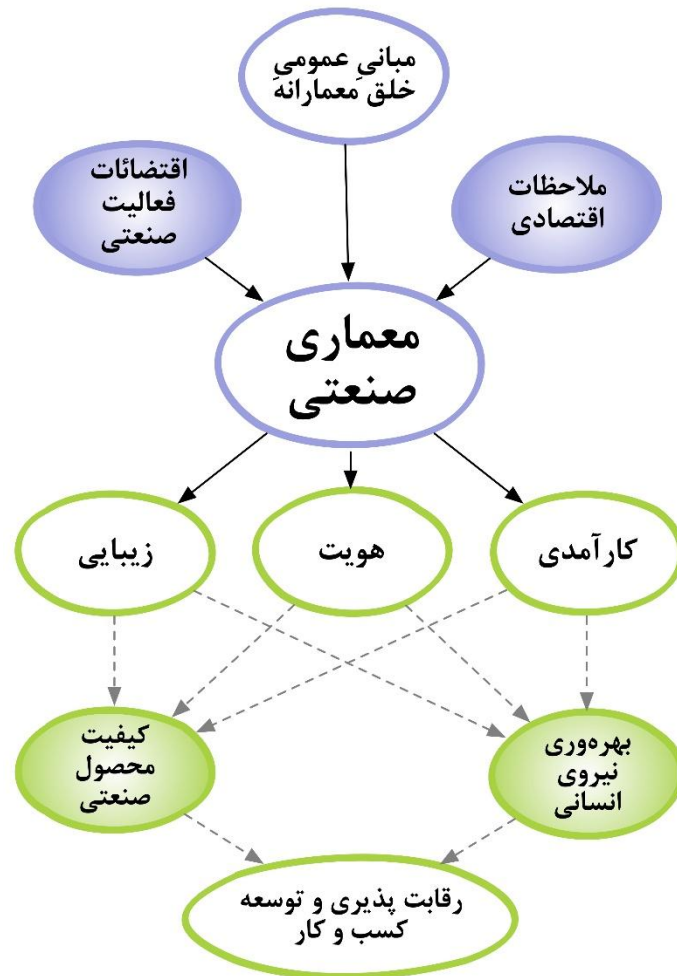 مبانیِ عمومیِ
خلق معمارانه
ملاحظات
اقتصادی
اقتضائات
فعالیت
صنعتی
معماری
صنعتی
کارآمدی
هویت
زیبایی
بهره‌وری
نیروی
انسانی
کیفیت
محصول
صنعتی
رقابت پذیری و توسعه
کسب و کار